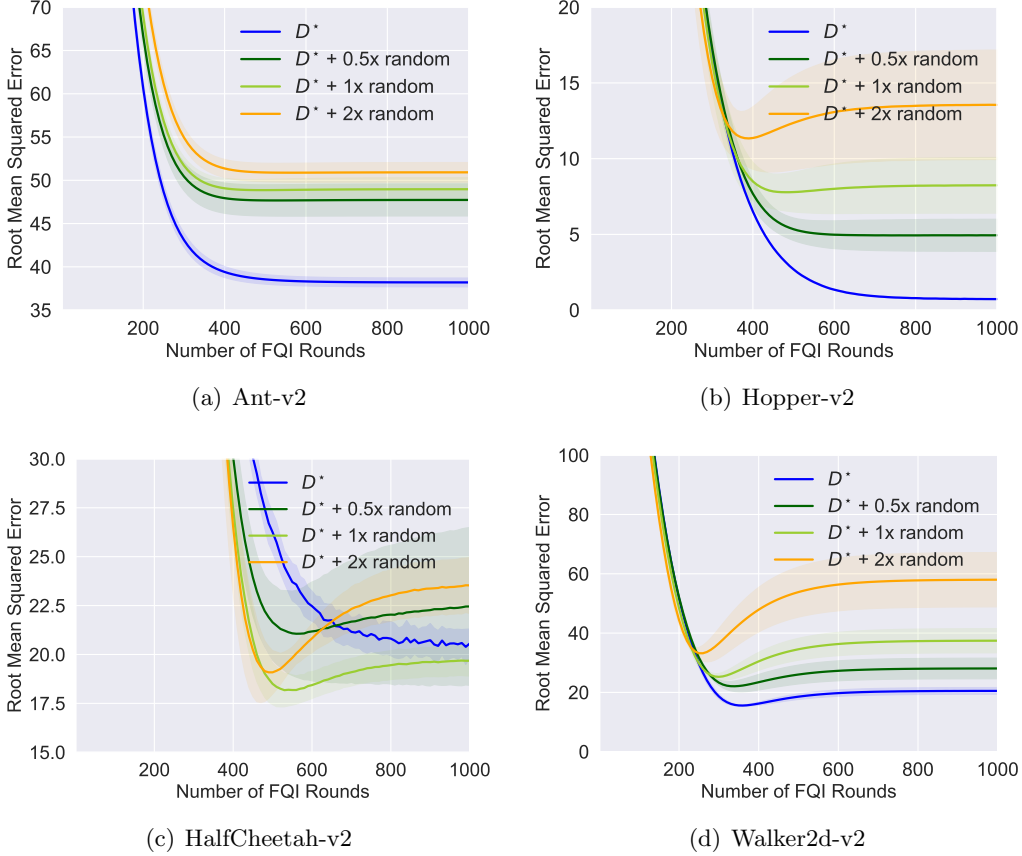 Root Mean Squared Error
70
65
60
55
50
45
40
35
D* 
D* + 0.5x random
D* + 1x random
D* + 2x random
200 400 600 800 1000
Number of FQI Rounds
(a) Ant-v2
Root Mean Squared Error
20
15
10
5
0
D*
D* + 0.5x random
D* + 1x random
D* + 2x random
200 400 600 800 1000
Number of FQI Rounds
(b) Hopper-v2
Root Mean Squared Error
30.0
27.5
25.0
22.5
20.0
17.5
15.0
D*
D* + 0.5x random
D* + 1x random
D* + 2x random
200 400 600 800 1000
Number of FQI Rounds
(c) HalfCheetah-v2
Root Mean Squared Error
100
80
60
40
20
0
D*
D* + 0.5x random
D* + 1x random
D* + 2x random
200 400 600 800 1000
Number of FQI Rounds
(d) Walker2d-v2